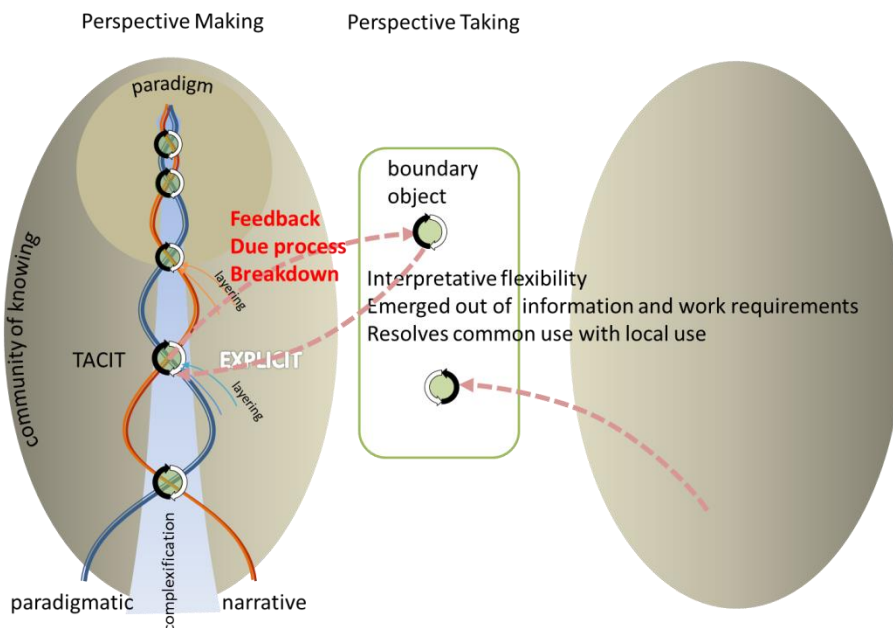 Perspective Making
Perspective Taking
paradigm
community of knowing
boundary
object
Feedback
Due process
Breakdown
layering
Interpretative flexibility
Emerged out of information and work requirements
Resolves common use with local use
TACIT
EXPLICIT
layering
complexification
paradigmatic
narrative